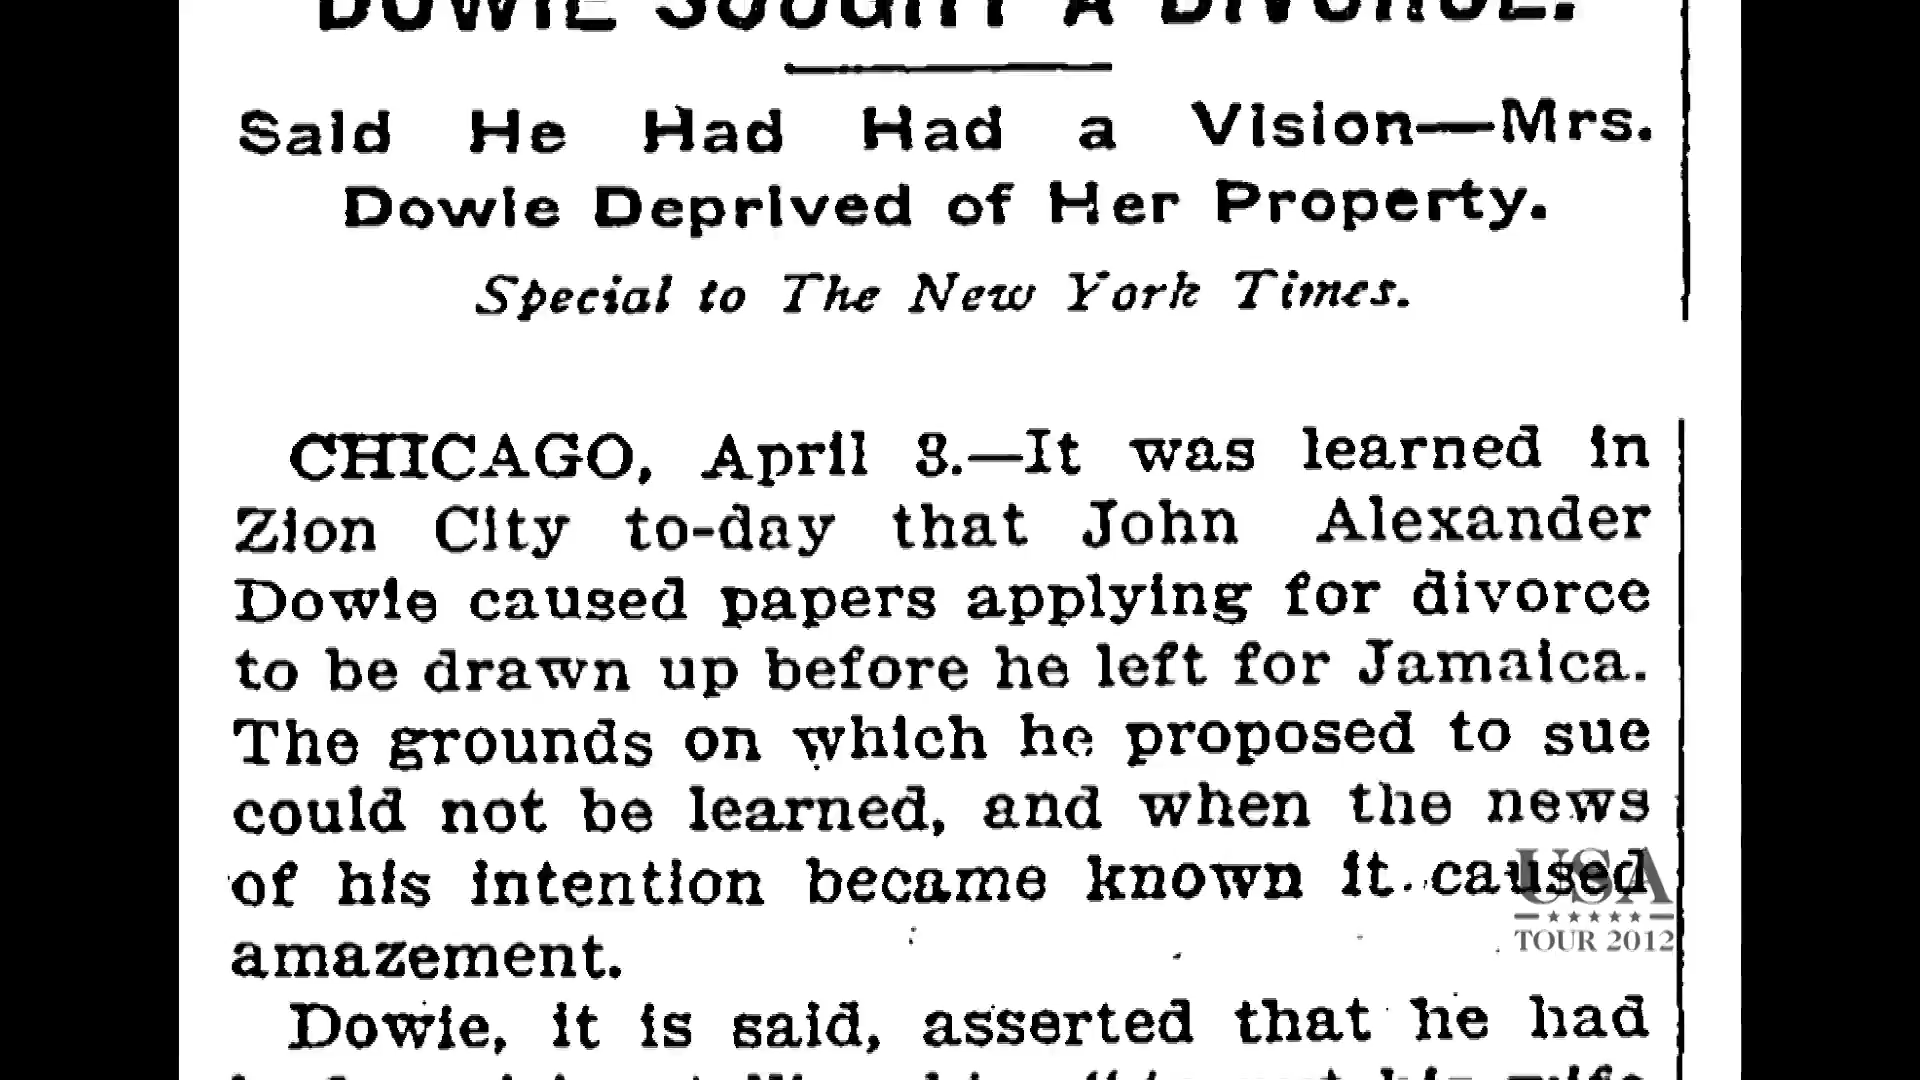 DOWIE SOUGHT A DIVORCE.
Said He Had Had a Vision—Mrs.
Dowie Deprived of Her Property.
Special to The New York Times.
CHICAGO, April 3.—It was learned in
Zion City to-day that John Alexander
Dowie caused papers applying for divorce
to be drawn up before he left for Jamaica.
The grounds on which he proposed to sue
could not be learned, and when the news
of his intention became known it caused
amazement.
USA
TOUR 2012
Dowie, it is said, asserted that he had
his wife